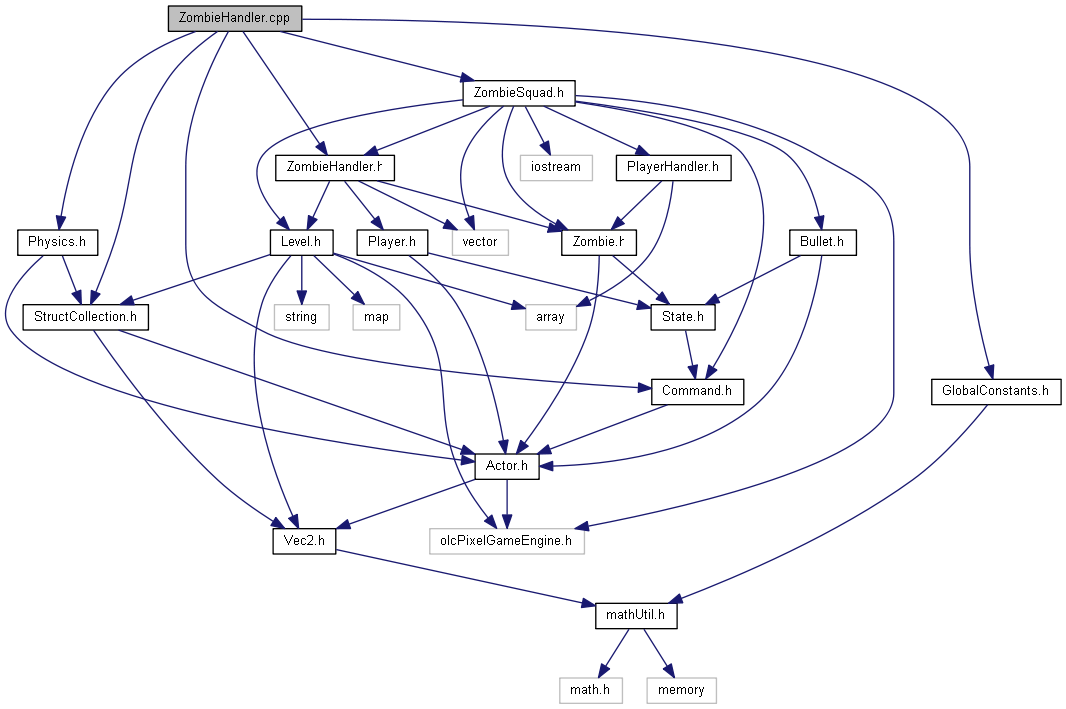 ZombieHandler.cpp
ZombieSquad.h
ZombieHandler.h
iostream
PlayerHandler.h
Physics.h
Level.h
Player.h
vector
Zombie.h
Bullet.h
StructCollection.h
string
map
array
State.h
Command.h
GlobalConstants.h
Actor.h
Vec2.h
olcPixelGameEngine.h
mathUtil.h
math.h
memory